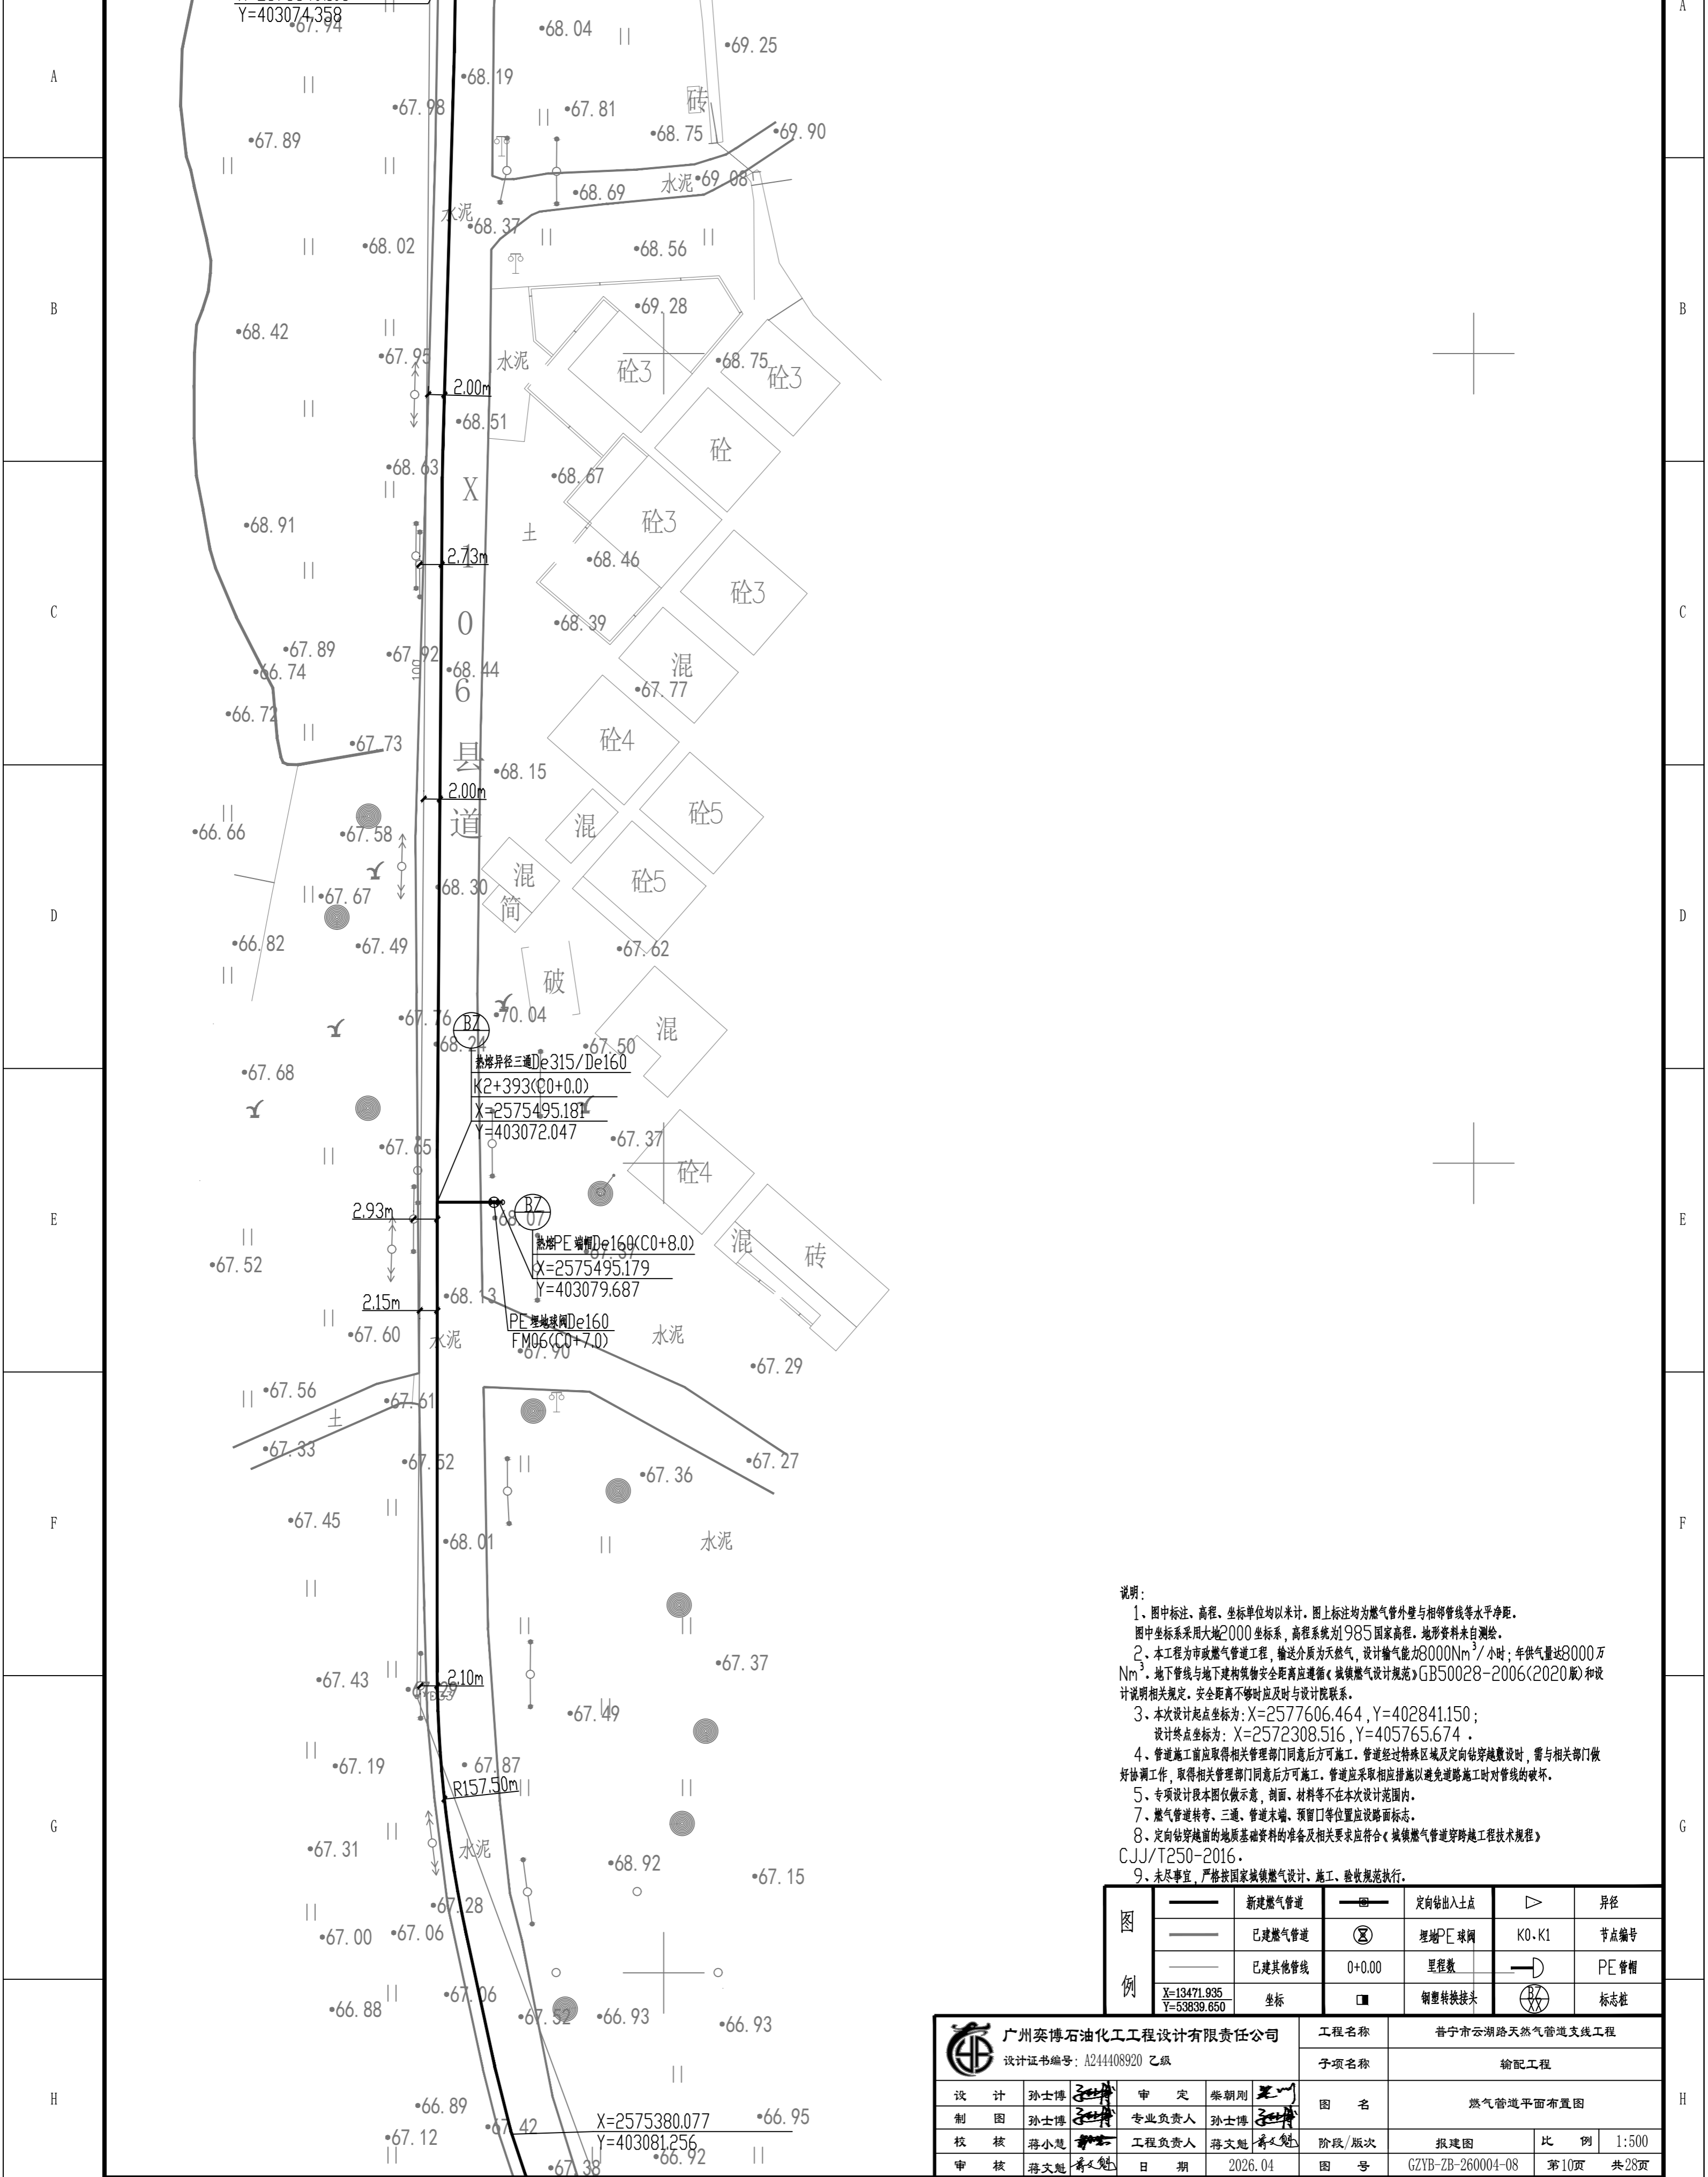 Y=403074.358
67.94
68.04
69.25
68.19
67.98
67.81
砖
68.75
69.90
67.89
水泥
69.08
68.69
水泥
68.37
68.02
68.56
69.28
68.42
67.95
水泥
砼3
68.75
砼3
2.00m
68.51
砼
68.63
68.67
X
68.91
土
砼3
2.73m
1
68.46
砼3
0
68.39
67.89
67.92
混
66.74
100
68.44
6
67.77
66.72
67.73
砼4
县
68.15
2.00m
道
砼5
66.66
67.58
混
混
68.30
砼5
67.67
简
66.82
67.49
67.62
破
67.76
BZ
70.04
68.24
混
67.50
热熔异径三通De315/De160
67.68
K2+393(C0+0.0)
X=2575495.181
Y=403072.047
67.65
67.37
砼4
2.93m
BZ
68.07
热熔PE 端帽De160(C0+8.0)
混
砖
67.52
X=2575495.179
Y=403079.687
2.15m
68.13
PE 埋地球阀De160
67.60
水泥
FM06(C0+7.0)
水泥
67.90
67.29
67.56
67.61
土
67.33
67.52
67.27
67.36
67.45
68.01
水泥
67.43
2.10m
67.37
67.49
67.19
67.87
R157.50m
67.31
水泥
68.92
67.15
67.28
67.00
67.06
67.06
66.88
67.52
66.93
66.93
66.89
67.42
X=2575380.077
66.95
67.12
Y=403081.256
66.92
67.38
A
B
C
D
E
F
G
H
A
B
C
D
E
F
G
H
说明：
1、图中标注、高程、坐标单位均以米计。图上标注均为燃气管外壁与相邻管线等水平净距。
图中坐标系采用大地2000坐标系，高程系统为1985国家高程。地形资料来自测绘。
2、本工程为市政燃气管道工程，输送介质为天然气，设计输气能力8000Nm³/小时；年供气量达8000万
Nm³。地下管线与地下建构筑物安全距离应遵循《城镇燃气设计规范》GB50028-2006(2020版)和设
计说明相关规定。安全距离不够时应及时与设计院联系。
3、本次设计起点坐标为：X=2577606.464，Y=402841.150；
设计终点坐标为：X=2572308.516，Y=405765.674 。
4、管道施工前应取得相关管理部门同意后方可施工。管道经过特殊区域及定向钻穿越敷设时，需与相关部门做
好协调工作，取得相关管理部门同意后方可施工。管道应采取相应措施以避免道路施工时对管线的破坏。
5、专项设计段本图仅做示意，剖面、材料等不在本次设计范围内。
7、燃气管道转弯、三通、管道末端、预留口等位置应设路面标志。
8、定向钻穿越前的地质基础资料的准备及相关要求应符合《城镇燃气管道穿跨越工程技术规程》
CJJ/T250-2016。
9、未尽事宜，严格按国家城镇燃气设计、施工、验收规范执行。
图例
新建燃气管道 定向钻出入土点 异径
已建燃气管道 埋地PE 球阀 K0、K1 节点编号
已建其他管线 0+0.00 里程数 PE 管帽
X=13471.935
Y=53839.650
坐标 钢塑转换接头 BZ XX 标志桩
广州奕博石油化工工程设计有限责任公司
设计证书编号：A244408920 乙级
工程名称 普宁市云湖路天然气管道支线工程
子项名称 输配工程
设 计 孙士博 审 定 柴朝刚
图 名 燃气管道平面布置图
制 图 孙士博 专业负责人 孙士博
校 核 蒋小慧 工程负责人 蒋文魁 阶段/版次 报建图 比 例 1:500
审 核 蒋文魁 日 期 2026.04 图 号 GZYB-ZB-260004-08 第10页 共28页